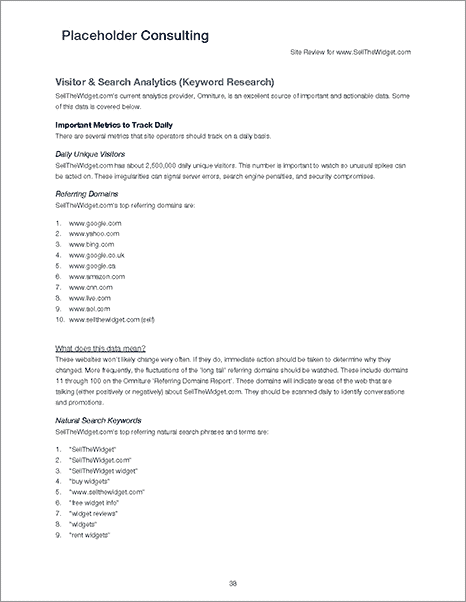 Placeholder Consulting
Site Review for www.SellTheWidget.com
Visitor & Search Analytics (Keyword Research)
SellTheWidget.com's current analytics provider, Omniture, is an excellent source of important and actionable data. Some
of this data is covered below.
Important Metrics to Track Daily
There are several metrics that site operators should track on a daily basis.
Daily Unique Visitors
SellTheWidget.com has about 2,500,000 daily unique visitors. This number is important to watch so unusual spikes can
be acted on. These irregularities can signal server errors, search engine penalties, and security compromises.
Referring Domains
SellTheWidget.com's top referring domains are:
1. www.google.com
2. www.yahoo.com
3. www.bing.com
4. www.google.co.uk
5. www.google.ca
6. www.amazon.com
7. www.cnn.com
8. www.live.com
9. www.aol.com
10. www.sellthewidget.com (self)
What does this data mean?
These websites won't likely change very often. If they do, immediate action should be taken to determine why they
changed. More frequently, the fluctuations of the 'long tail' referring domains should be watched. These include domains
11 through 100 on the Omniture 'Referring Domains Report'. These domains will indicate areas of the web that are
talking (either positively or negatively) about SellTheWidget.com. They should be scanned daily to identify conversations
and promotions.
Natural Search Keywords
SellTheWidget.com's top referring natural search phrases and terms are:
1. "SellTheWidget"
2. "SellTheWidget.com"
3. "SellTheWidget widget"
4. "buy widgets"
5. "www.sellthewidget.com"
6. "free widget info"
7. "widget reviews"
8. "widgets"
9. "rent widgets"
38